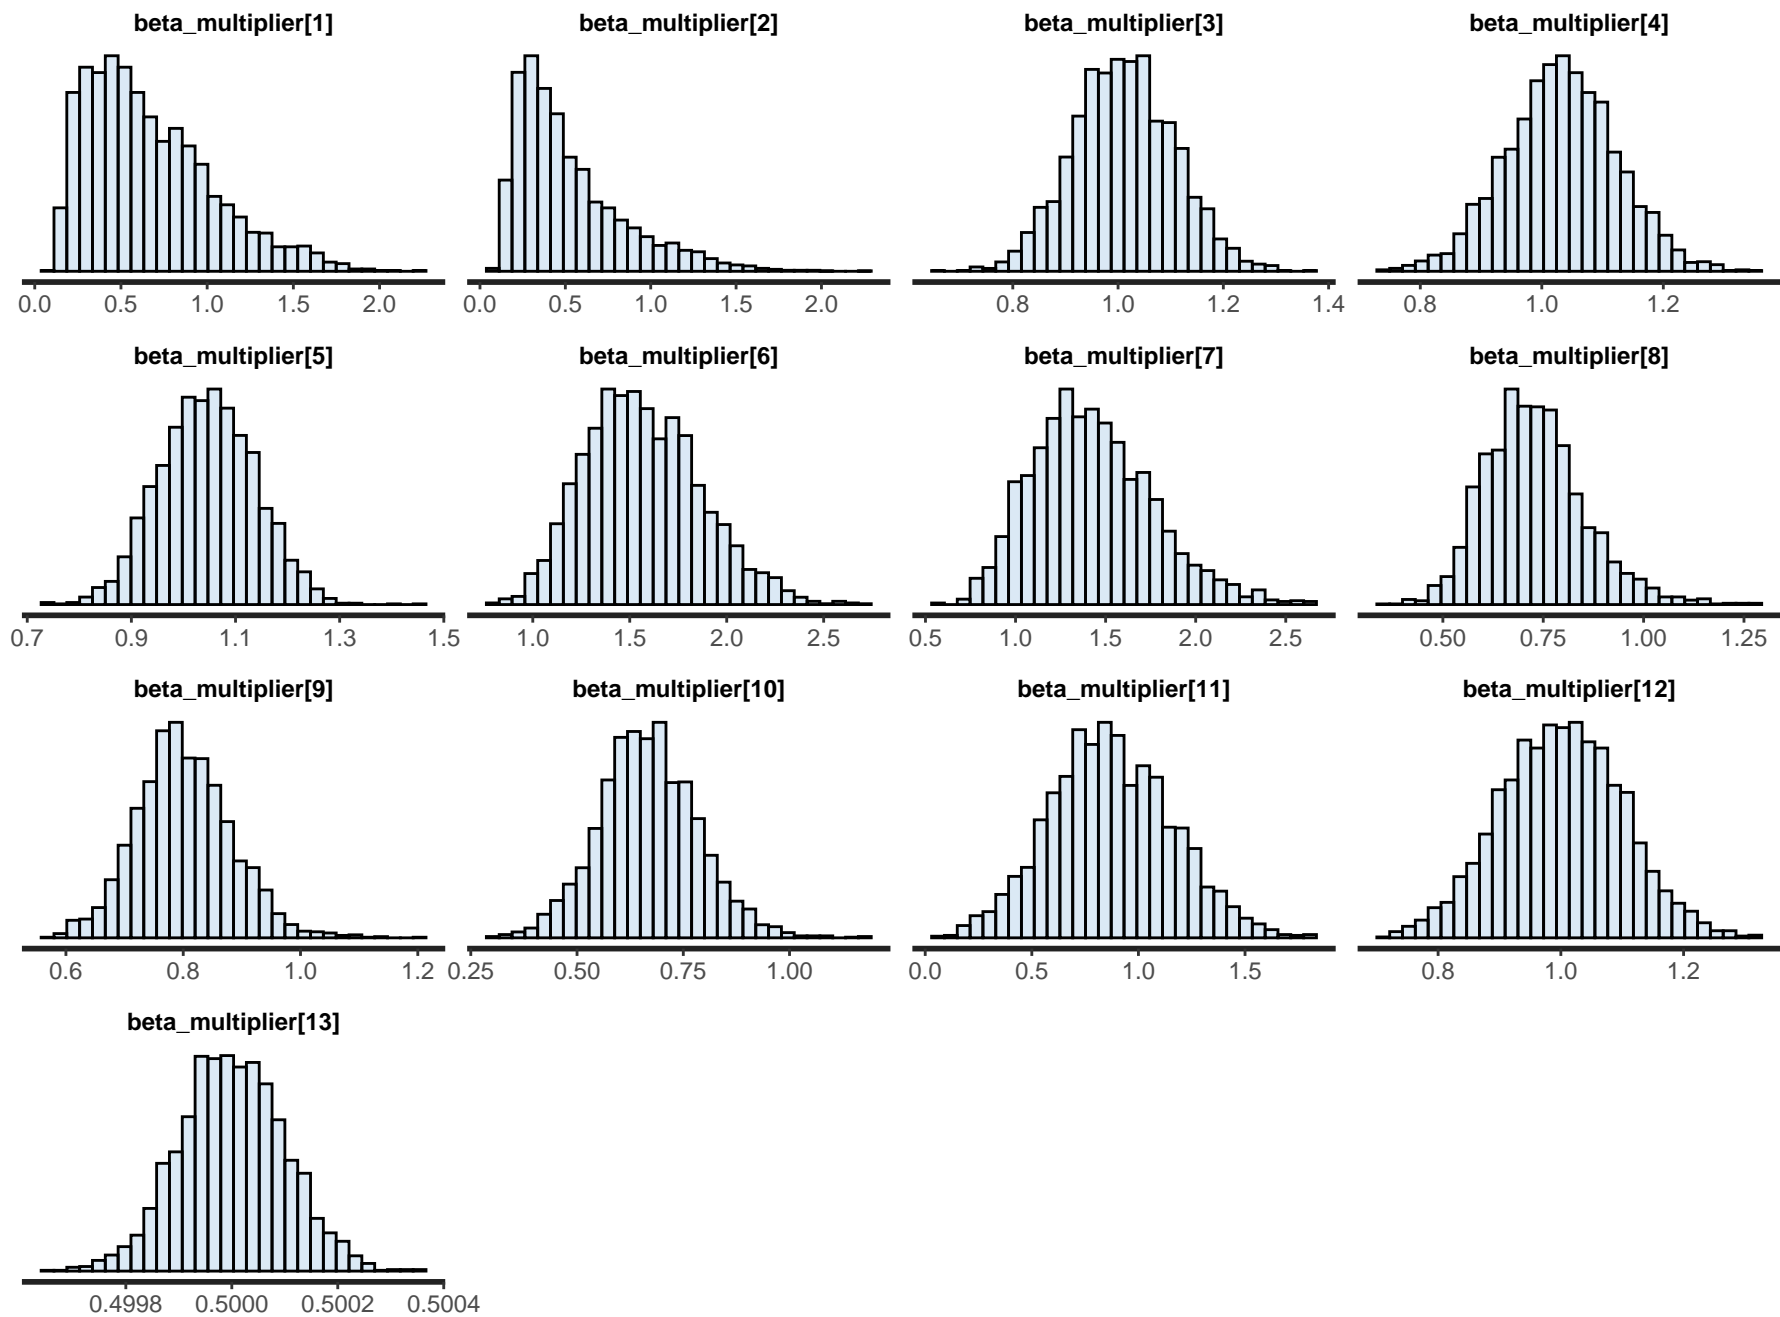 beta_multiplier[1] beta_multiplier[2] beta_multiplier[3] beta_multiplier[4]
0.0 0.5 1.0 1.5 2.0 0.0 0.5 1.0 1.5 2.0 0.8 1.0 1.2 1.4 0.8 1.0 1.2
beta_multiplier[5] beta_multiplier[6] beta_multiplier[7] beta_multiplier[8]
0.7 0.9 1.1 1.3 1.5 1.0 1.5 2.0 2.5 0.5 1.0 1.5 2.0 2.5 0.50 0.75 1.00 1.25
beta_multiplier[9] beta_multiplier[10] beta_multiplier[11] beta_multiplier[12]
0.6 0.8 1.0 1.2 0.25 0.50 0.75 1.00 0.0 0.5 1.0 1.5 0.8 1.0 1.2
beta_multiplier[13]
0.4998 0.5000 0.5002 0.5004